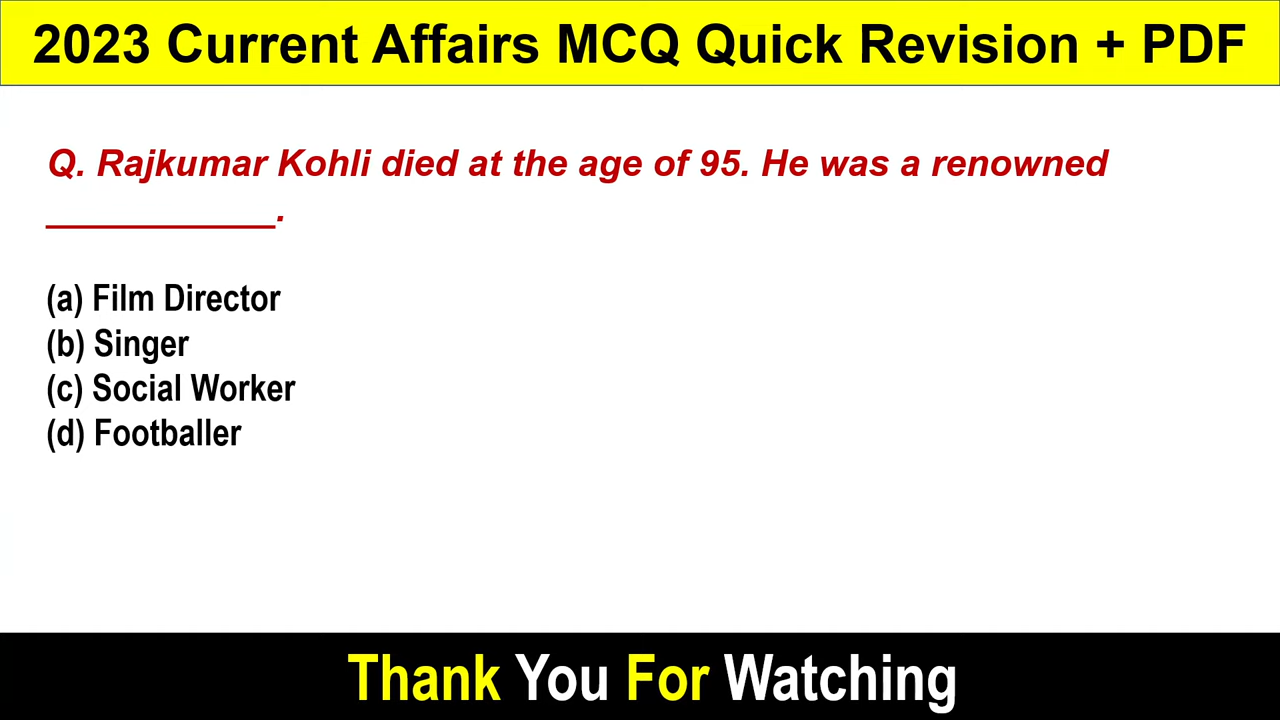 2023 Current Affairs MCQ Quick Revision + PDF
Q. Rajkumar Kohli died at the age of 95. He was a renowned
___________.
(a) Film Director
(b) Singer
(c) Social Worker
(d) Footballer
Thank You For Watching